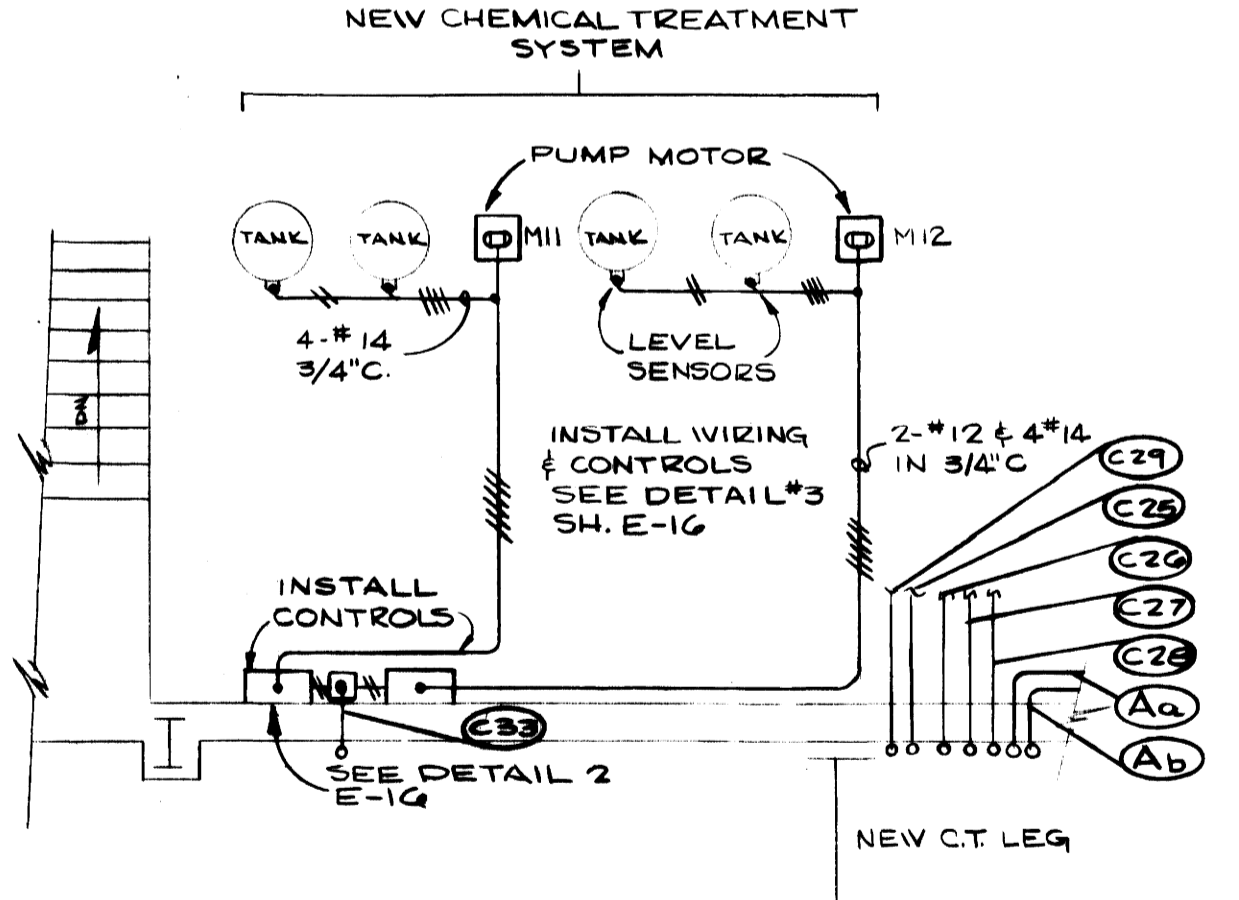 NEW CHEMICAL TREATMENT
SYSTEM
PUMP MOTOR
TANK
TANK
M11
TANK
TANK
M12
4-#14
3/4"C.
LEVEL
SENSORS
INSTALL WIRING
& CONTROLS
SEE DETAIL #3
SH. E-16
2-#12 & 4#14
IN 3/4"C
C29
C25
C26
C27
INSTALL
CONTROLS
Aa
C33
Ab
SEE DETAIL 2
E-16
NEW C.T. LEG